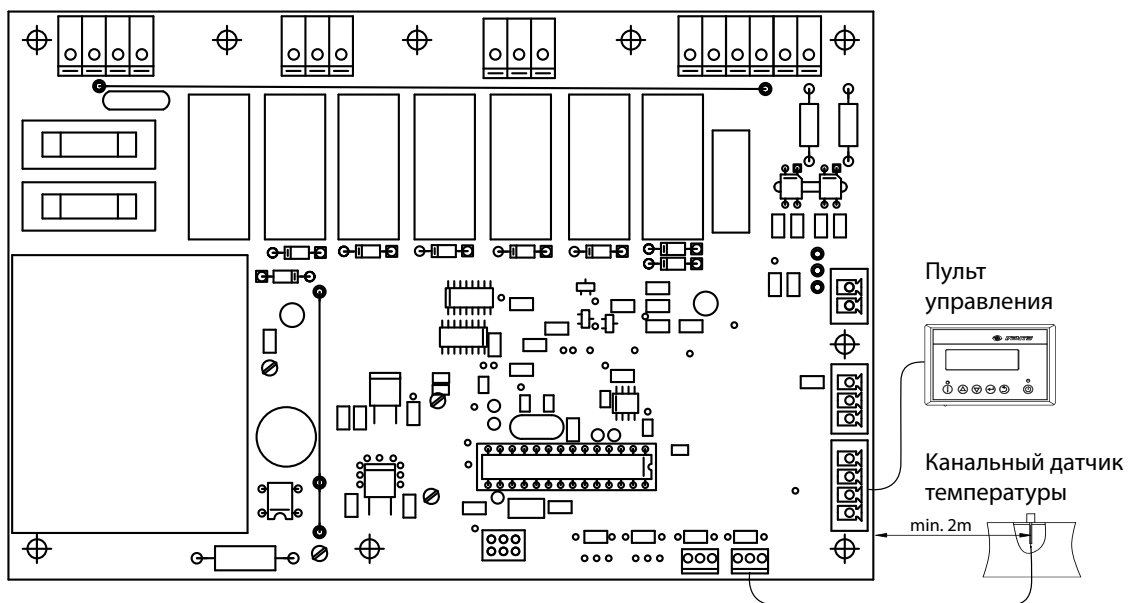 Пульт
управления
Канальный датчик
температуры
min. 2m